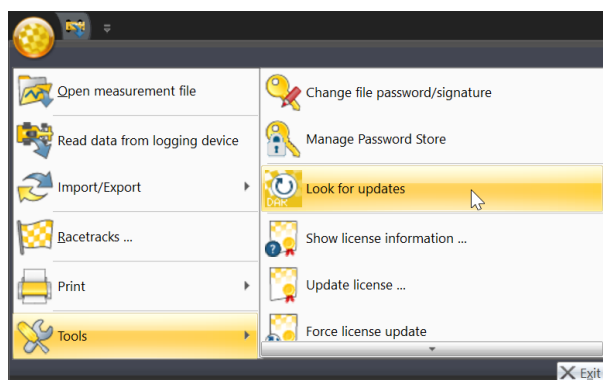 Open measurement file
Read data from logging device
Import/Export
Racetracks ...
Print
Tools
Change file password/signature
Manage Password Store
DAR
Look for updates
Show license information ...
Update license ...
Force license update
Exit